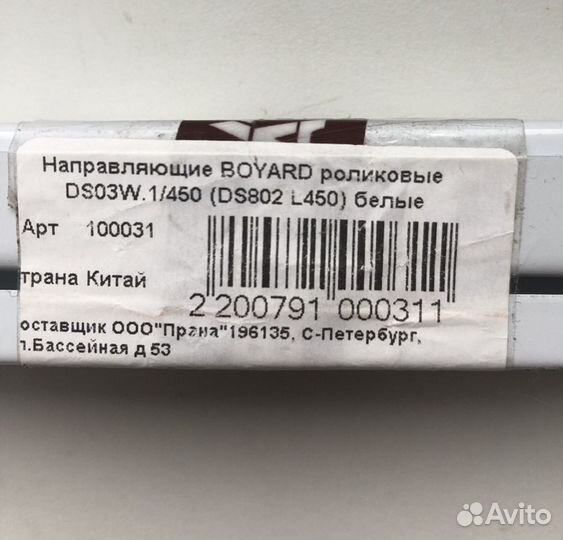 Направляющие BOYARD роликовые
DS03W.1/450 (DS802 L450) белые
Арт 100031
трана Китай
2 200791 000311
оставщик ООО"Прана"196135, С-Петербург,
л.Бассейная д 53
Avito